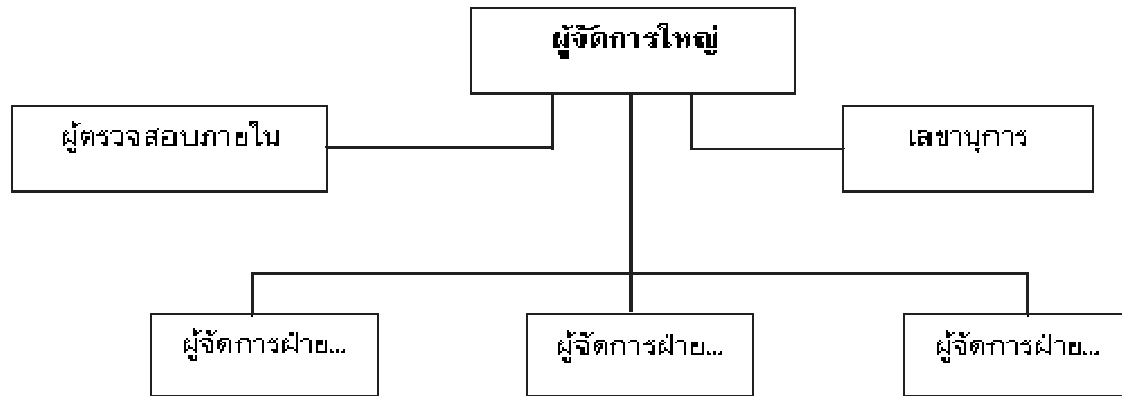 ผู้จัดการใหญ่
ผู้ตรวจสอบภายใน
เลขานุการ
ผู้จัดการฝ่าย...
ผู้จัดการฝ่าย...
ผู้จัดการฝ่าย...